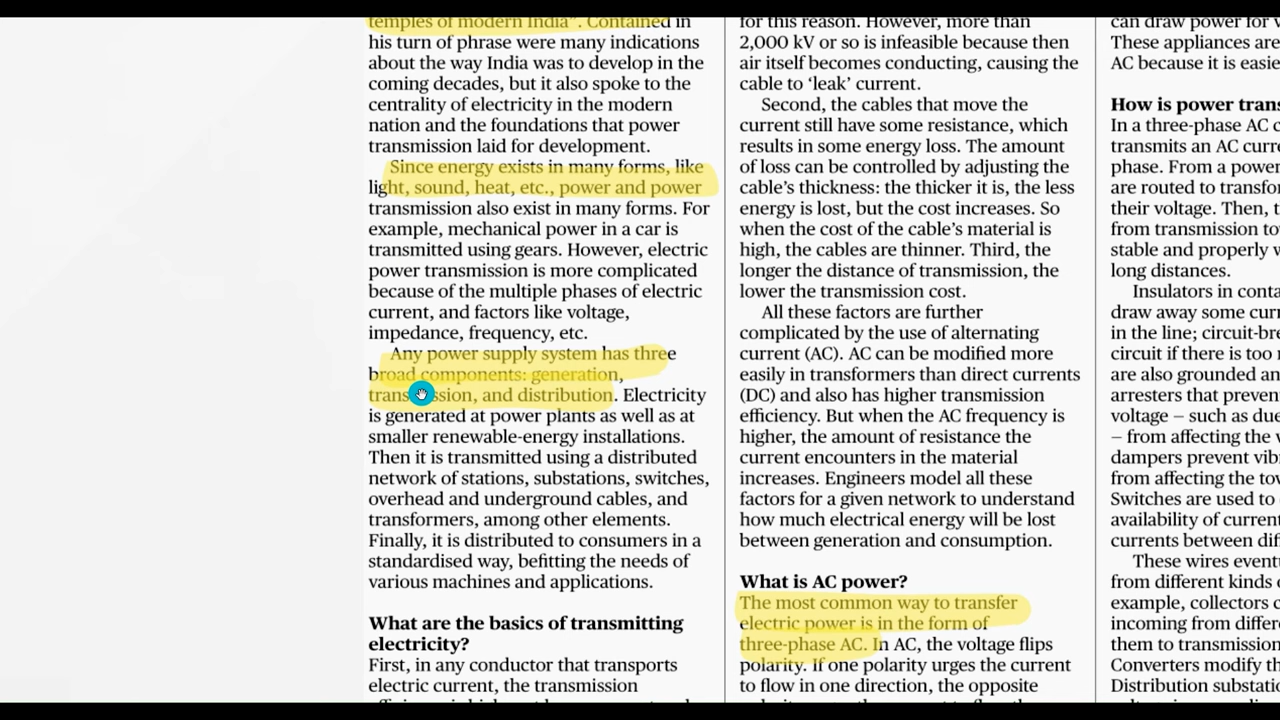 temples of modern India". Contained in
his turn of phrase were many indications
about the way India was to develop in the
coming decades, but it also spoke to the
centrality of electricity in the modern
nation and the foundations that power
transmission laid for development.
Since energy exists in many forms, like
light, sound, heat, etc., power and power
transmission also exist in many forms. For
example, mechanical power in a car is
transmitted using gears. However, electric
power transmission is more complicated
because of the multiple phases of electric
current, and factors like voltage,
impedance, frequency, etc.
Any power supply system has three
broad components: generation,
transmission, and distribution. Electricity
is generated at power plants as well as at
smaller renewable-energy installations.
Then it is transmitted using a distributed
network of stations, substations, switches,
overhead and underground cables, and
transformers, among other elements.
Finally, it is distributed to consumers in a
standardised way, befitting the needs of
various machines and applications.
What are the basics of transmitting
electricity?
First, in any conductor that transports
electric current, the transmission
for this reason. However, more than
2,000 kV or so is infeasible because then
air itself becomes conducting, causing the
cable to ‘leak’ current.
Second, the cables that move the
current still have some resistance, which
results in some energy loss. The amount
of loss can be controlled by adjusting the
cable’s thickness: the thicker it is, the less
energy is lost, but the cost increases. So
when the cost of the cable’s material is
high, the cables are thinner. Third, the
longer the distance of transmission, the
lower the transmission cost.
All these factors are further
complicated by the use of alternating
current (AC). AC can be modified more
easily in transformers than direct currents
(DC) and also has higher transmission
efficiency. But when the AC frequency is
higher, the amount of resistance the
current encounters in the material
increases. Engineers model all these
factors for a given network to understand
how much electrical energy will be lost
between generation and consumption.
What is AC power?
The most common way to transfer
electric power is in the form of
three-phase AC. In AC, the voltage flips
polarity. If one polarity urges the current
to flow in one direction, the opposite
can draw power for
These appliances are
AC because it is easie
How is power trans
In a three-phase AC c
transmits an AC curre
phase. From a power
are routed to transfo
their voltage. Then, t
from transmission to
stable and properly
long distances.
Insulators in conta
draw away some curr
in the line; circuit-br
circuit if there is too
are also grounded an
arresters that preven
voltage – such as due
– from affecting the
dampers prevent vib
from affecting the to
Switches are used to
availability of current
currents between dif
These wires event
from different kinds
example, collectors c
incoming from differe
them to transmission
Converters modify th
Distribution substati